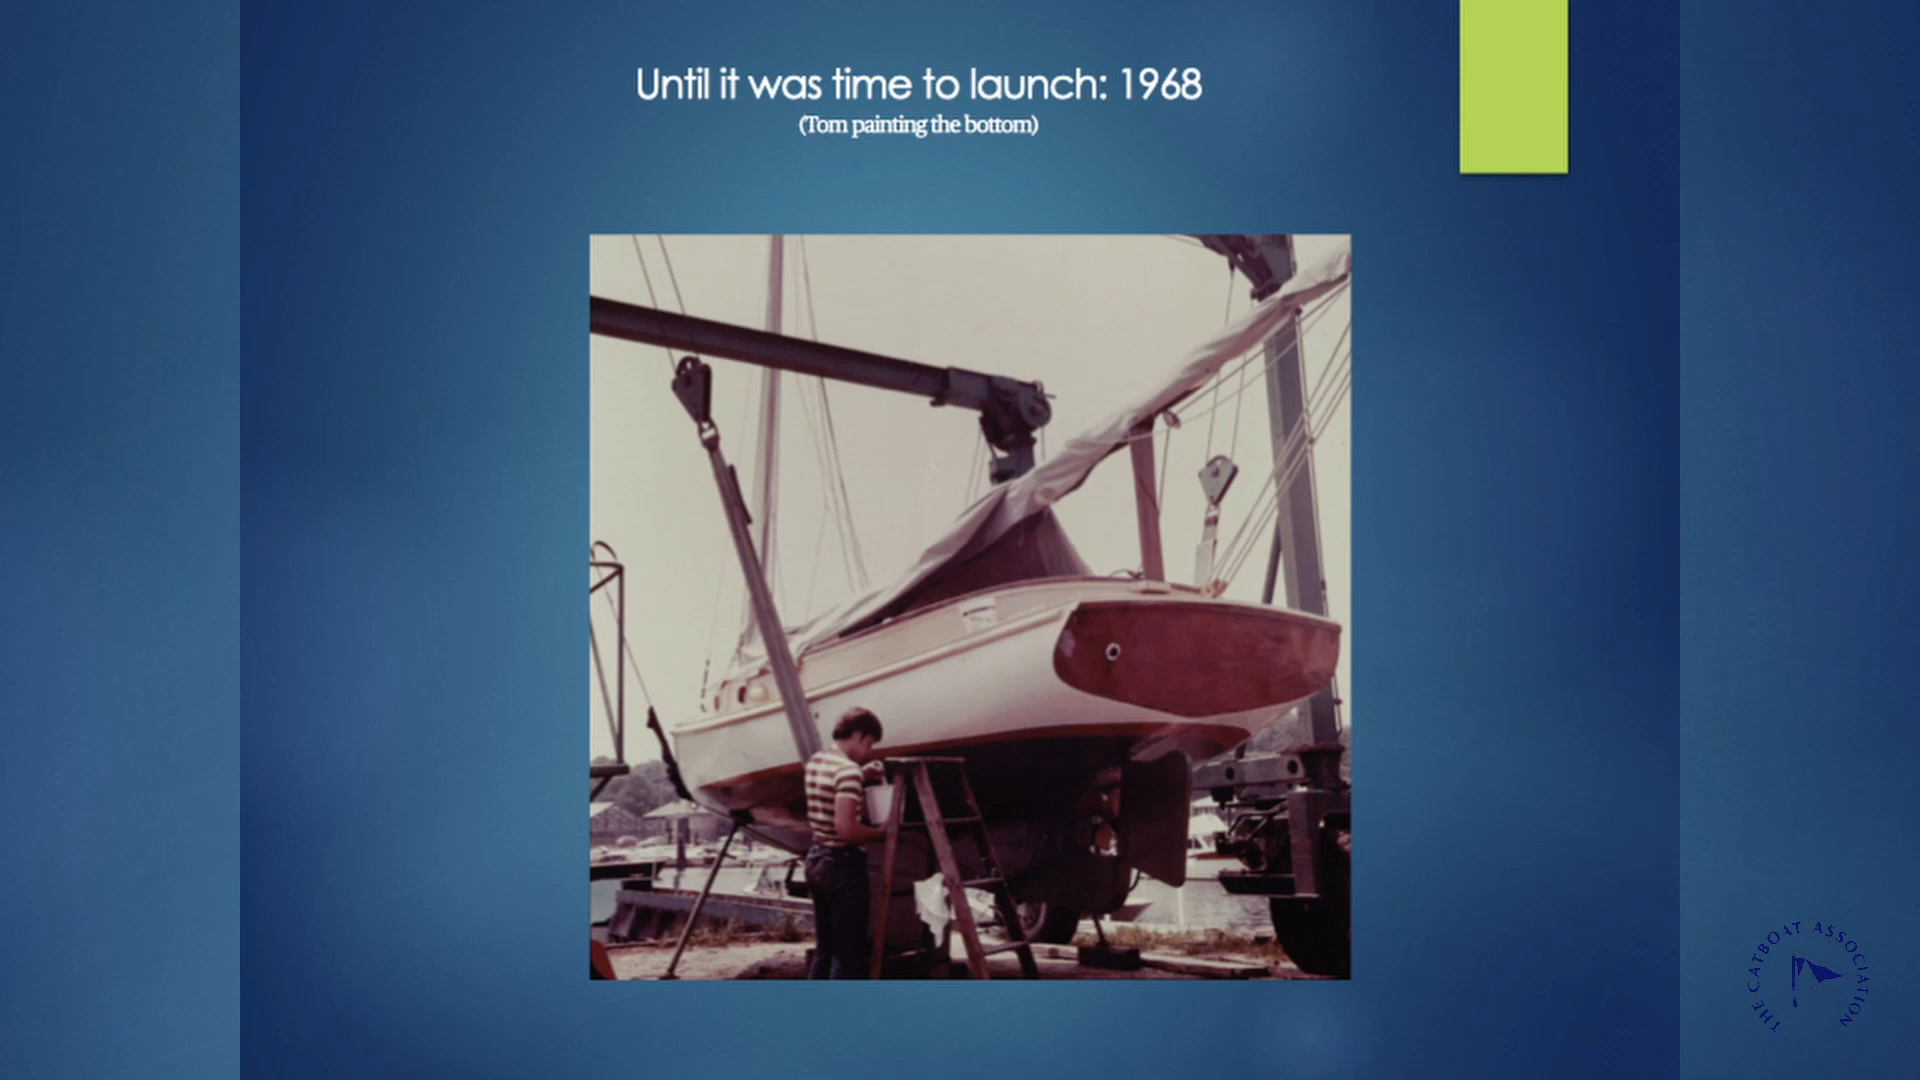 Until it was time to launch: 1968
(Tom painting the bottom)
THE CATBOAT ASSOCIATION